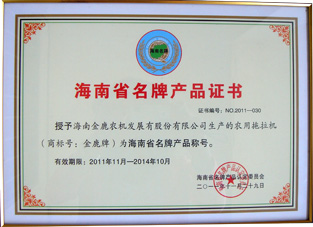 海南名牌
海南省名牌产品证书
证书编号：NO.2011—030
授予海南金鹿农机发展有股份有限公司生产的农用拖拉机
（商标号：金鹿牌）为海南省名牌产品称号。
有效期限：2011年11月—2014年10月
海南省名牌产品认定委员会
二〇一一年十一月二十九日